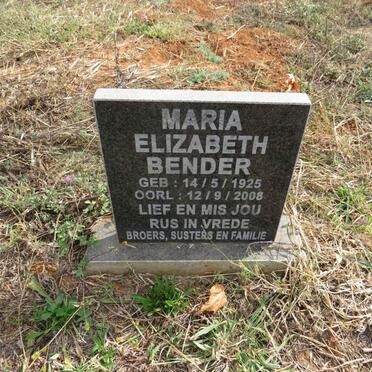 MARIA
ELIZABETH
BENDER
GEB : 14 / 5 / 1925
OORL : 12 / 9 / 2008
LIEF EN MIS JOU
RUS IN VREDE
BROERS, SUSTERS EN FAMILIE